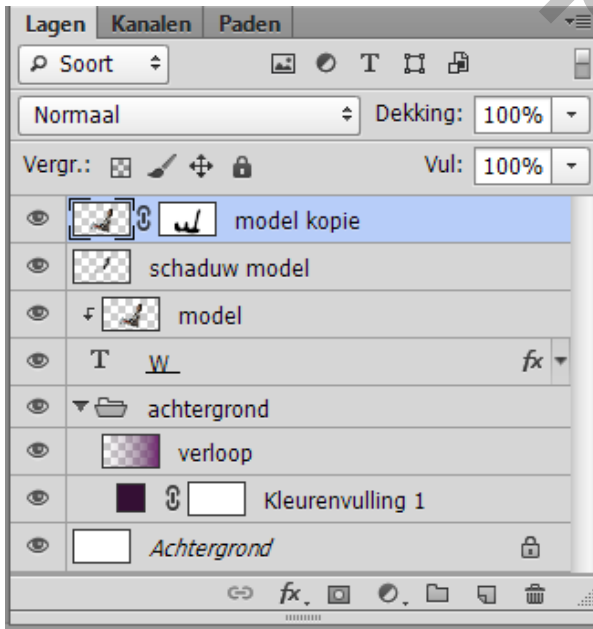 Lagen Kanalen Paden
Soort
Normaal Dekking: 100%
Vergr.: Vul: 100%
model kopie
schaduw model
model
T W fx
achtergrond
verloop
Kleurenvulling 1
Achtergrond
fx